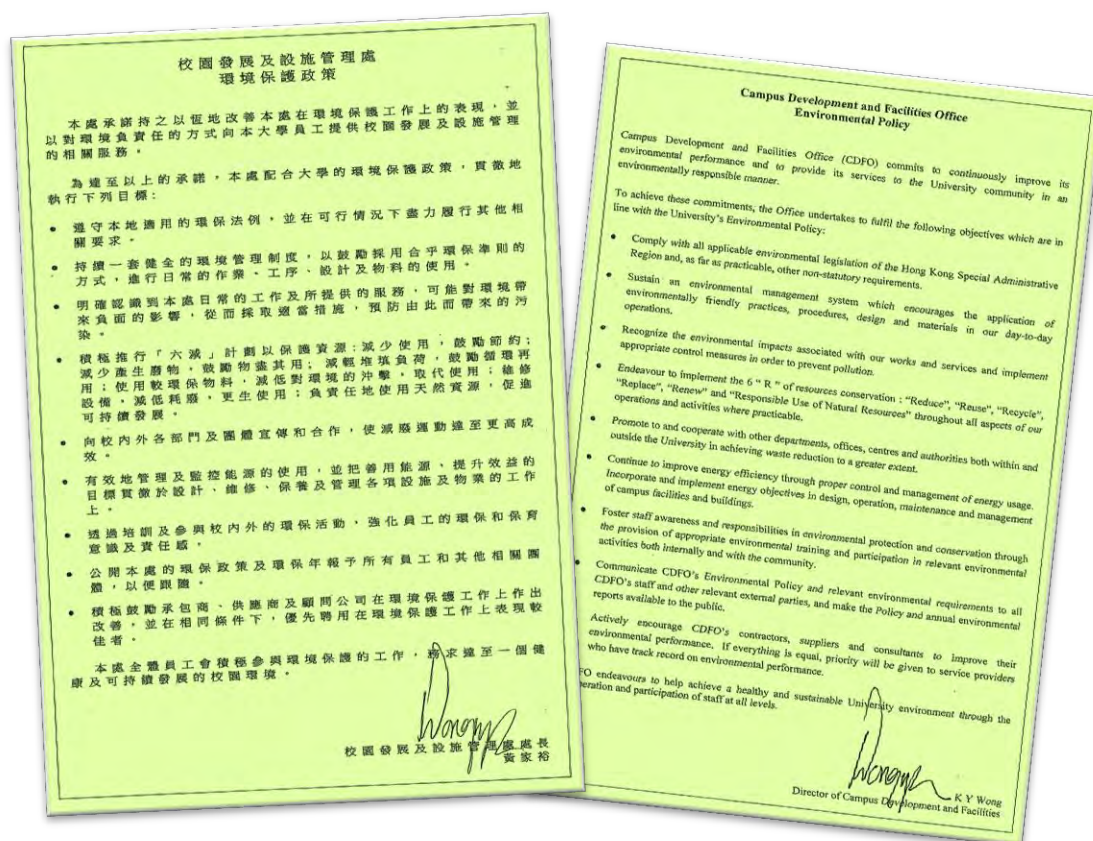 校園發展及設施管理處
環境保護政策
本處承諾持之以恆地改善本處在環境保護工作上的表現，並
以對環境負責任的方式向本大學員工提供校園發展及設施管理
的相關服務。
為達至以上的承諾，本處配合大學的環境保護政策，貫徹地
執行下列目標:
• 遵守本地適用的環保法例，並在可行情況下盡力履行其他相
關要求。
• 持續一套健全的環境管理制度，以鼓勵採用合乎環保準則的
方式，進行日常的作業、工序、設計及物料的使用。
• 明確認識到本處日常的工作及所提供的服務，可能對環境帶
來負面的影響，從而採取適當措施，預防由此而帶來的污
染。
• 積極推行「六減」計劃以保護資源:減少使用，鼓勵節約;
減少產生廢物，鼓勵物盡其用; 減輕堆填負荷，鼓勵循環再
用；使用較環保物料，減低對環境的沖擊，取代使用；維修
設備，減低耗廢，更生使用；負責任地使用天然資源，促進
可持續發展。
• 向校內外各部門及團體宣傳和合作，使減廢運動達至更高成
效。
• 有效地管理及監控能源的使用，並把善用能源、提升效益的
目標貫徹於設計、維修、保養及管理各項設施及物業的工作
上。
• 透過培訓及參與校內外的環保活動，強化員工的環保和保育
意識及責任感。
• 公開本處的環保政策及環保年報予所有員工和其他相關團
體，以便跟隨。
• 積極鼓勵承包商、供應商及顧問公司在環境保護工作上作出
改善，並在相同條件下，優先聘用在環境保護工作上表現較
佳者。
本處全體員工會積極參與環境保護的工作，務求達至一個健
康及可持續發展的校園環境。
校園發展及設施管理處處長
黃家裕
Campus Development and Facilities Office
Environmental Policy
Campus Development and Facilities Office (CDFO) commits to continuously improve its
environmental performance and to provide its services to the University community in an
environmentally responsible manner.
To achieve these commitments, the Office undertakes to fulfil the following objectives which are in
line with the University's Environmental Policy:
• Comply with all applicable environmental legislation of the Hong Kong Special Administrative
Region and, as far as practicable, other non-statutory requirements.
• Sustain an environmental management system which encourages the application of
environmentally friendly practices, procedures, design and materials in our day-to-day
operations.
• Recognize the environmental impacts associated with our works and services and implement
appropriate control measures in order to prevent pollution.
• Endeavour to implement the 6 " R " of resources conservation : "Reduce", "Reuse", "Recycle",
"Replace", "Renew" and "Responsible Use of Natural Resources" throughout all aspects of our
operations and activities where practicable.
• Promote to and cooperate with other departments, offices, centres and authorities both within and
outside the University in achieving waste reduction to a greater extent.
• Continue to improve energy efficiency through proper control and management of energy usage.
Incorporate and implement energy objectives in design, operation, maintenance and management
of campus facilities and buildings.
• Foster staff awareness and responsibilities in environmental protection and conservation through
the provision of appropriate environmental training and participation in relevant environmental
activities both internally and with the community.
• Communicate CDFO's Environmental Policy and relevant environmental requirements to all
CDFO's staff and other relevant external parties, and make the Policy and annual environmental
reports available to the public.
Actively encourage CDFO's contractors, suppliers and consultants to improve their
environmental performance. If everything is equal, priority will be given to service providers
who have track record on environmental performance.
FO endeavours to help achieve a healthy and sustainable University environment through the
eration and participation of staff at all levels.
K Y Wong
Director of Campus Development and Facilities